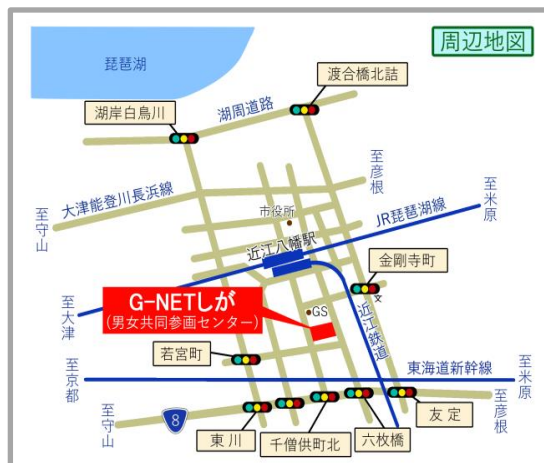 周辺地図
琵琶湖
渡合橋北詰
湖岸白鳥川
湖周道路
至彦根
大津能登川長浜線
至守山
市役所
JR琵琶湖線
至米原
近江八幡駅
金剛寺町
文
G-NETしが
(男女共同参画センター)
GS
至大津
近江鉄道
若宮町
東海道新幹線
至京都
至米原
至守山
8
東川
千僧供町北
六枚橋
友定
至彦根